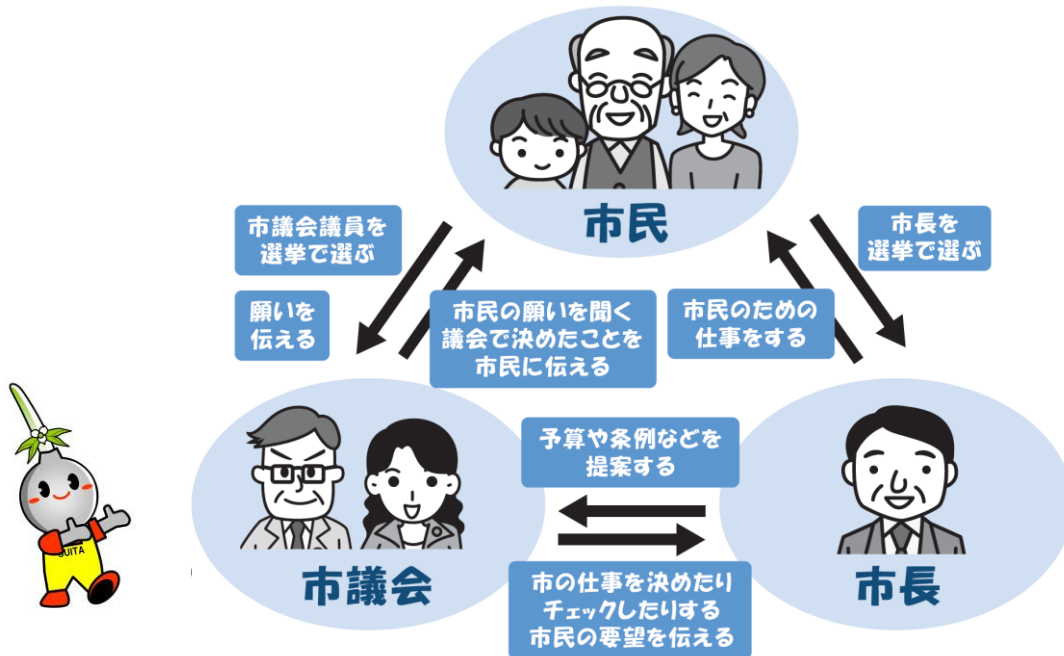 市民
市議会議員を
選挙で選ぶ
市長を
選挙で選ぶ
願いを
伝える
市民の願いを聞く
議会で決めたことを
市民に伝える
市民のための
仕事をする
予算や条例などを
提案する
SUITA
市議会
市の仕事を決めたり
チェックしたりする
市民の要望を伝える
市長